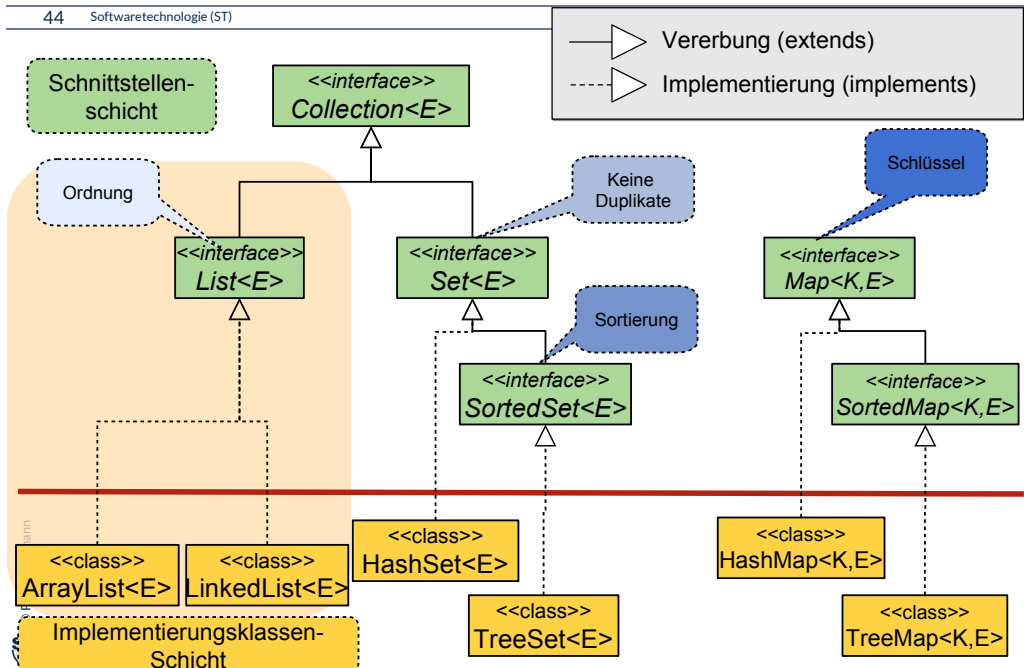 44 Softwaretechnologie (ST)
Vererbung (extends)
Implementierung (implements)
Schnittstellen-
schicht
<<interface>>
Collection<E>
Ordnung
Keine
Duplikate
Schlüssel
<<interface>>
List<E>
<<interface>>
Set<E>
<<interface>>
Map<K,E>
Sortierung
<<interface>>
SortedSet<E>
<<interface>>
SortedMap<K,E>
<<class>>
ArrayList<E>
<<class>>
LinkedList<E>
<<class>>
HashSet<E>
<<class>>
HashMap<K,E>
<<class>>
TreeSet<E>
<<class>>
TreeMap<K,E>
Implementierungsklassen-
Schicht